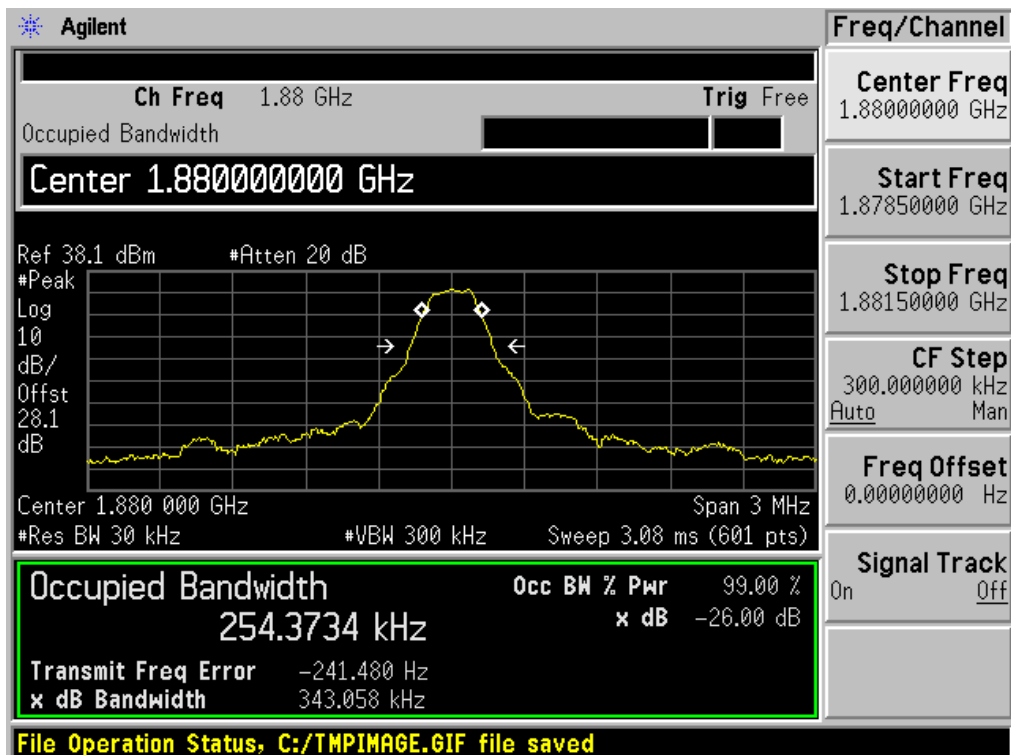 Agilent
Freq/Channel
Ch Freq 1.88 GHz
Trig Free
Occupied Bandwidth
Center 1.880000000 GHz
Ref 38.1 dBm
#Atten 20 dB
#Peak
Log
10
dB/
Offst
28.1
dB
Center 1.880 000 GHz
Span 3 MHz
#Res BW 30 kHz
#VBW 300 kHz
Sweep 3.08 ms (601 pts)
Occupied Bandwidth
254.3734 kHz
Occ BW % Pwr 99.00 %
x dB -26.00 dB
Transmit Freq Error -241.480 Hz
x dB Bandwidth 343.058 kHz
File Operation Status, C:/TMPIMAGE.GIF file saved
Center Freq
1.88000000 GHz
Start Freq
1.87850000 GHz
Stop Freq
1.88150000 GHz
CF Step
300.000000 kHz
Auto Man
Freq Offset
0.00000000 Hz
Signal Track
On Off